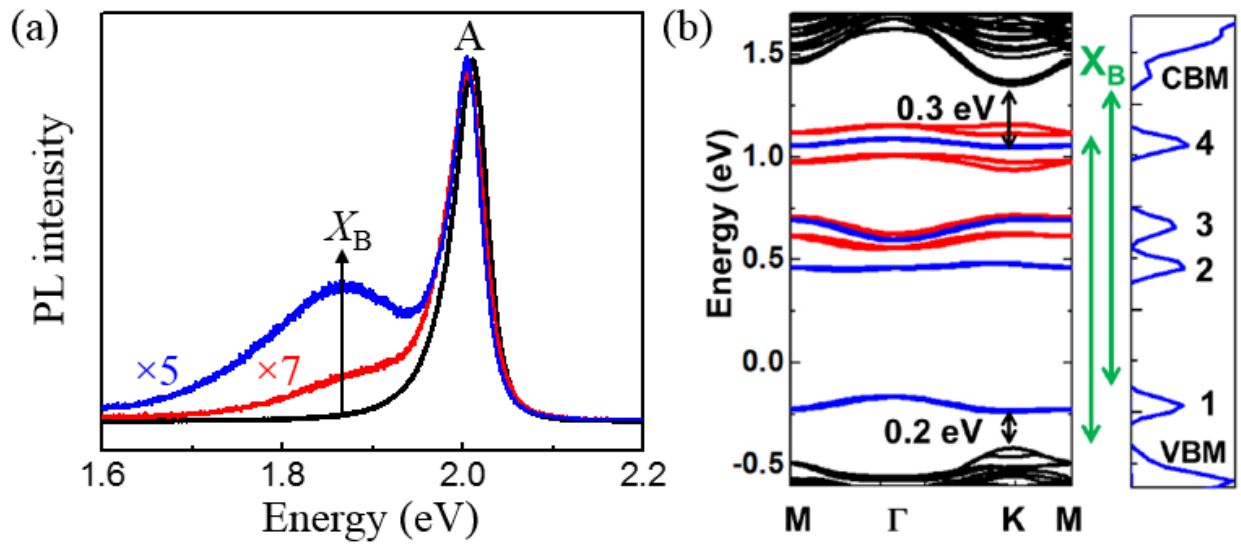 (a)
A
X_B
×5
×7
PL intensity
1.6
1.8
2.0
2.2
Energy (eV)
(b)
1.5
1.0
0.5
0.0
-0.5
Energy (eV)
0.3 eV
0.2 eV
M
Γ
K
M
X_B
CBM
4
3
2
1
VBM